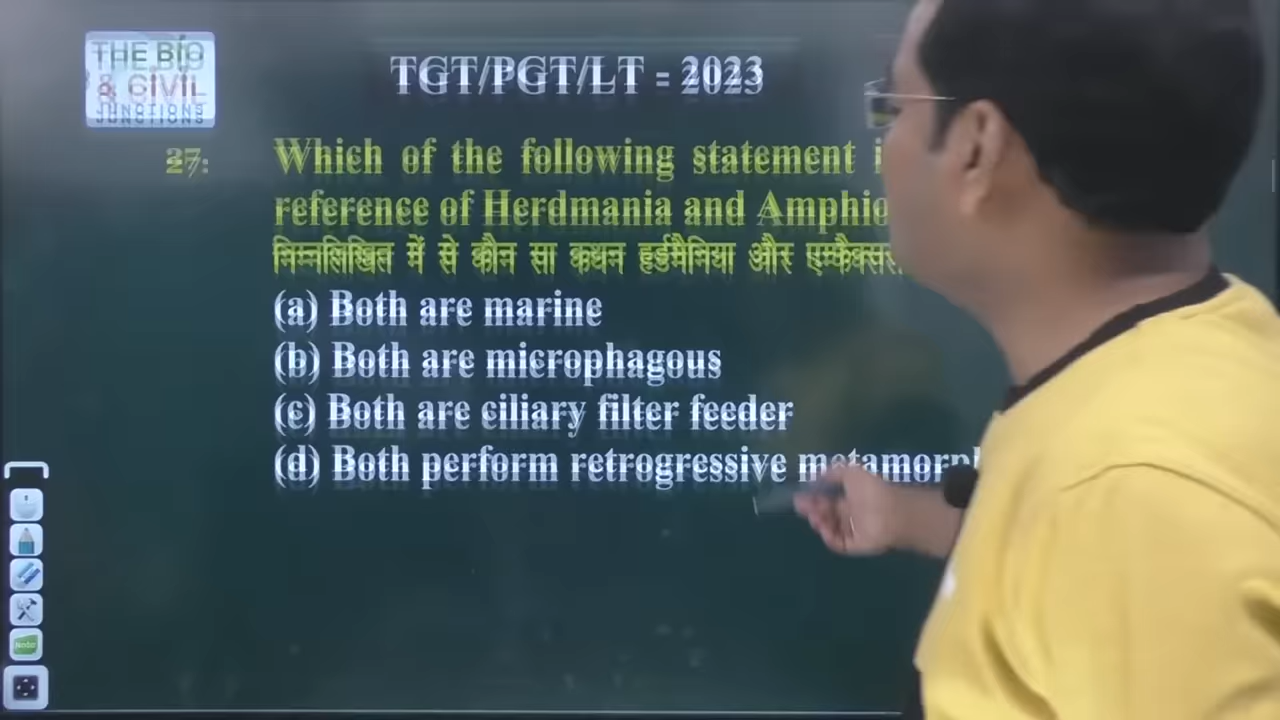 THE BIO
& CIVIL
JUNCTIONS
TGT/PGT/LT = 2023
27:
Which of the following statement
reference of Herdmania and
निम्नलिखित में से कौन सा कथन हर्डमैनिया और
(a) Both are marine
(b) Both are microphagous
(c) Both are ciliary filter feeder
(d) Both perform retrogressive
Note